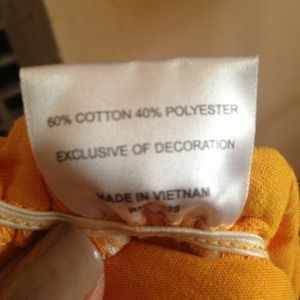 60% COTTON 40% POLYESTER
EXCLUSIVE OF DECORATION
MADE IN VIETNAM